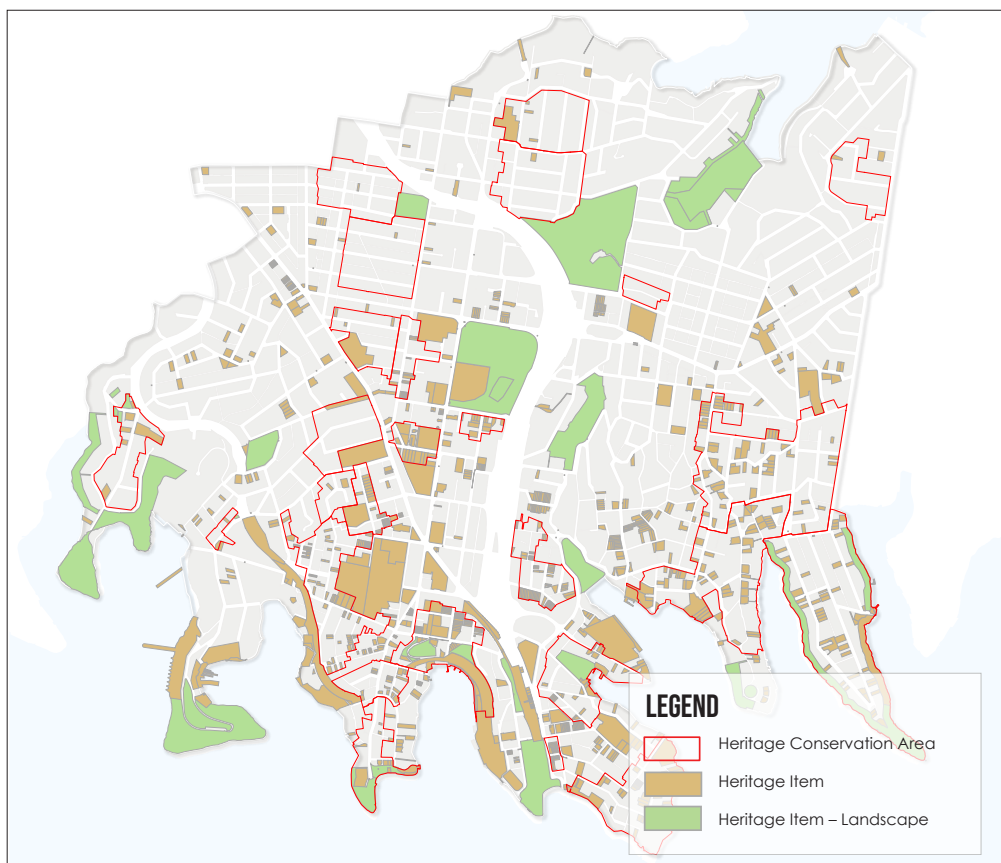 LEGEND
Heritage Conservation Area
Heritage Item
Heritage Item – Landscape